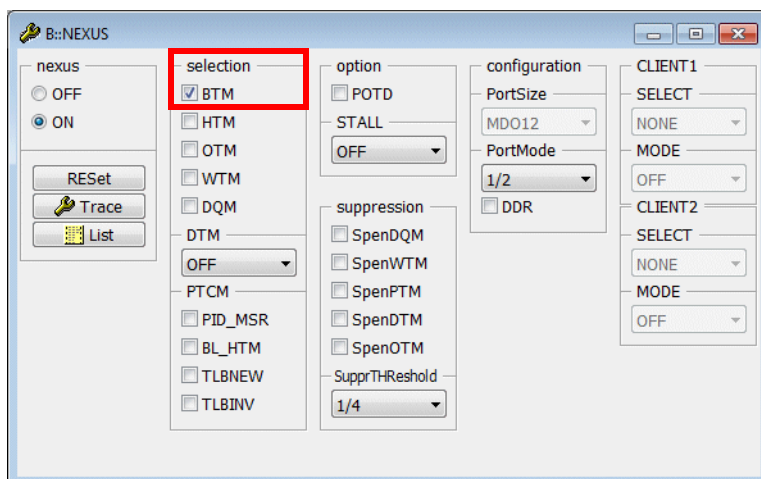 B::NEXUS
nexus
OFF
ON
RESet
Trace
List
selection
BTM
HTM
OTM
WTM
DQM
DTM
OFF
PTCM
PID_MSR
BL_HTM
TLBNEW
TLBINV
option
POTD
STALL
OFF
suppression
SpenDQM
SpenWTM
SpenPTM
SpenDTM
SpenOTM
SupprTHReshold
1/4
configuration
PortSize
MDO12
PortMode
1/2
DDR
CLIENT1
SELECT
NONE
MODE
OFF
CLIENT2
SELECT
NONE
MODE
OFF